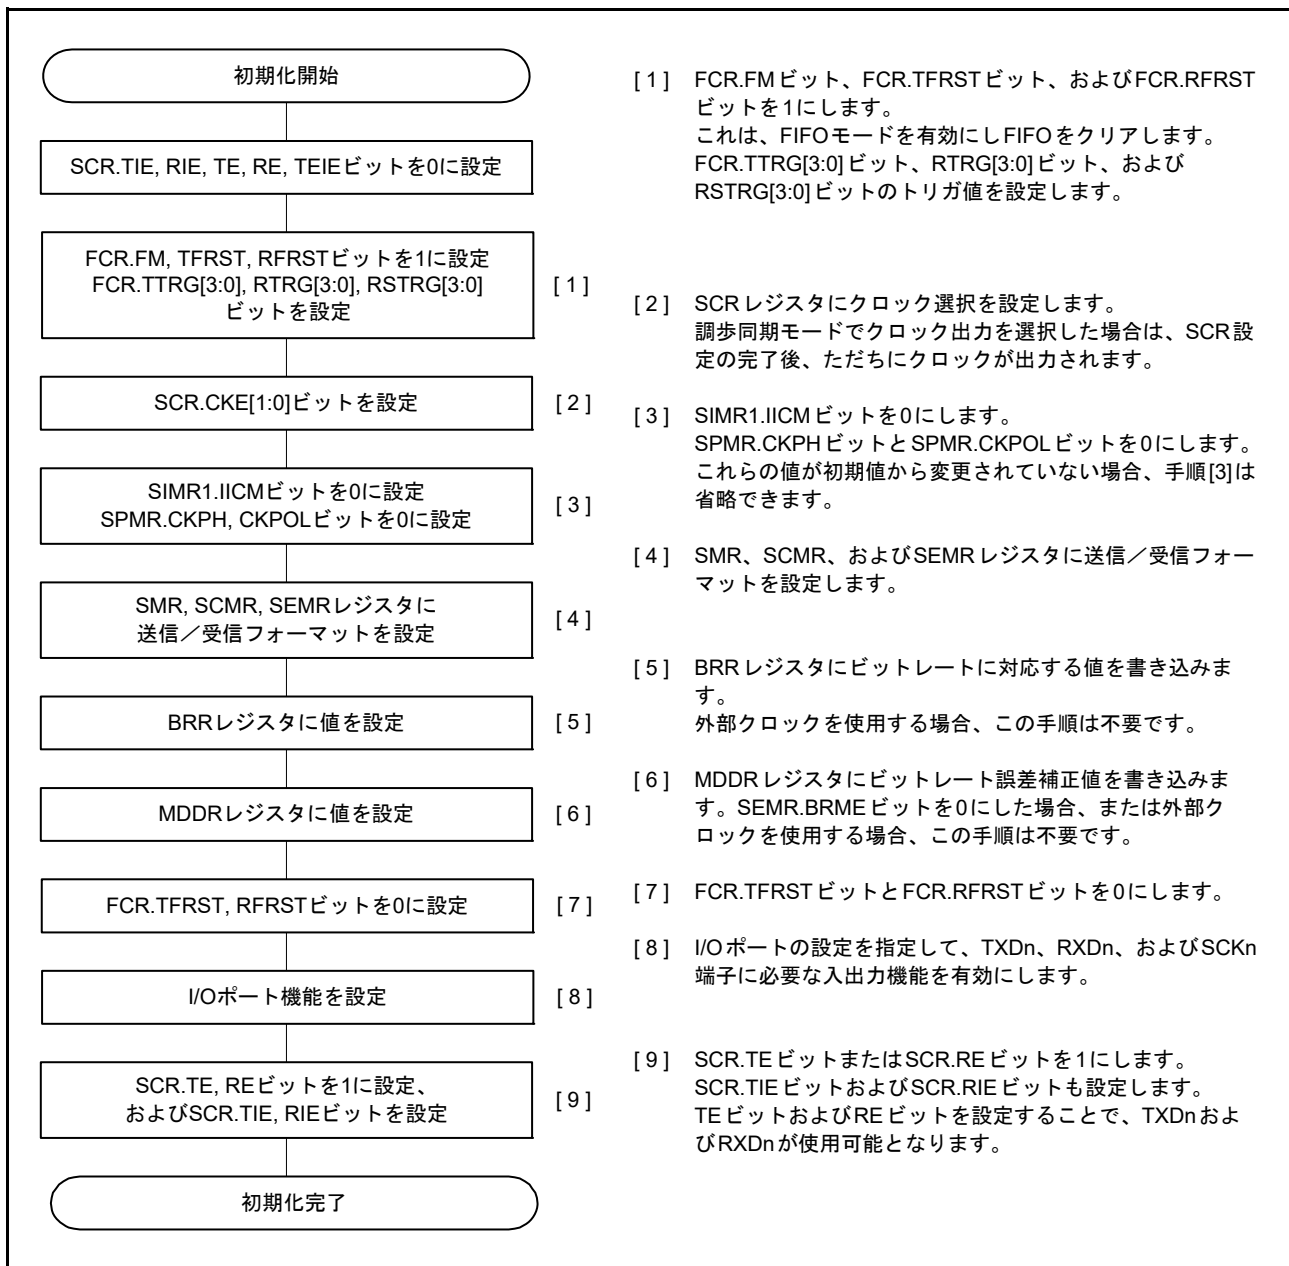 初期化開始
SCR.TIE, RIE, TE, RE, TEIEビットを0に設定
FCR.FM, TFRST, RFRSTビットを1に設定
FCR.TTRG[3:0], RTRG[3:0], RSTRG[3:0]
ビットを設定
[ 1 ]
SCR.CKE[1:0]ビットを設定
[ 2 ]
SIMR1.IICMビットを0に設定
SPMR.CKPH, CKPOLビットを0に設定
[ 3 ]
SMR, SCMR, SEMRレジスタに
送信／受信フォーマットを設定
[ 4 ]
BRRレジスタに値を設定
[ 5 ]
MDDRレジスタに値を設定
[ 6 ]
FCR.TFRST, RFRSTビットを0に設定
[ 7 ]
I/Oポート機能を設定
[ 8 ]
SCR.TE, REビットを1に設定、
およびSCR.TIE, RIEビットを設定
[ 9 ]
初期化完了
[ 1 ] FCR.FMビット、FCR.TFRSTビット、およびFCR.RFRST
ビットを1にします。
これは、FIFOモードを有効にしFIFOをクリアします。
FCR.TTRG[3:0]ビット、RTRG[3:0]ビット、および
RSTRG[3:0]ビットのトリガ値を設定します。
[ 2 ] SCRレジスタにクロック選択を設定します。
調歩同期モードでクロック出力を選択した場合は、SCR設
定の完了後、ただちにクロックが出力されます。
[ 3 ] SIMR1.IICMビットを0にします。
SPMR.CKPHビットとSPMR.CKPOLビットを0にします。
これらの値が初期値から変更されていない場合、手順[3]は
省略できます。
[ 4 ] SMR、SCMR、およびSEMRレジスタに送信／受信フォー
マットを設定します。
[ 5 ] BRRレジスタにビットレートに対応する値を書き込みま
す。
外部クロックを使用する場合、この手順は不要です。
[ 6 ] MDDRレジスタにビットレート誤差補正値を書き込みま
す。SEMR.BRMEビットを0にした場合、または外部ク
ロックを使用する場合、この手順は不要です。
[ 7 ] FCR.TFRSTビットとFCR.RFRSTビットを0にします。
[ 8 ] I/Oポートの設定を指定して、TXDn、RXDn、およびSCKn
端子に必要な入出力機能を有効にします。
[ 9 ] SCR.TEビットまたはSCR.REビットを1にします。
SCR.TIEビットおよびSCR.RIEビットも設定します。
TEビットおよびREビットを設定することで、TXDnおよ
びRXDnが使用可能となります。